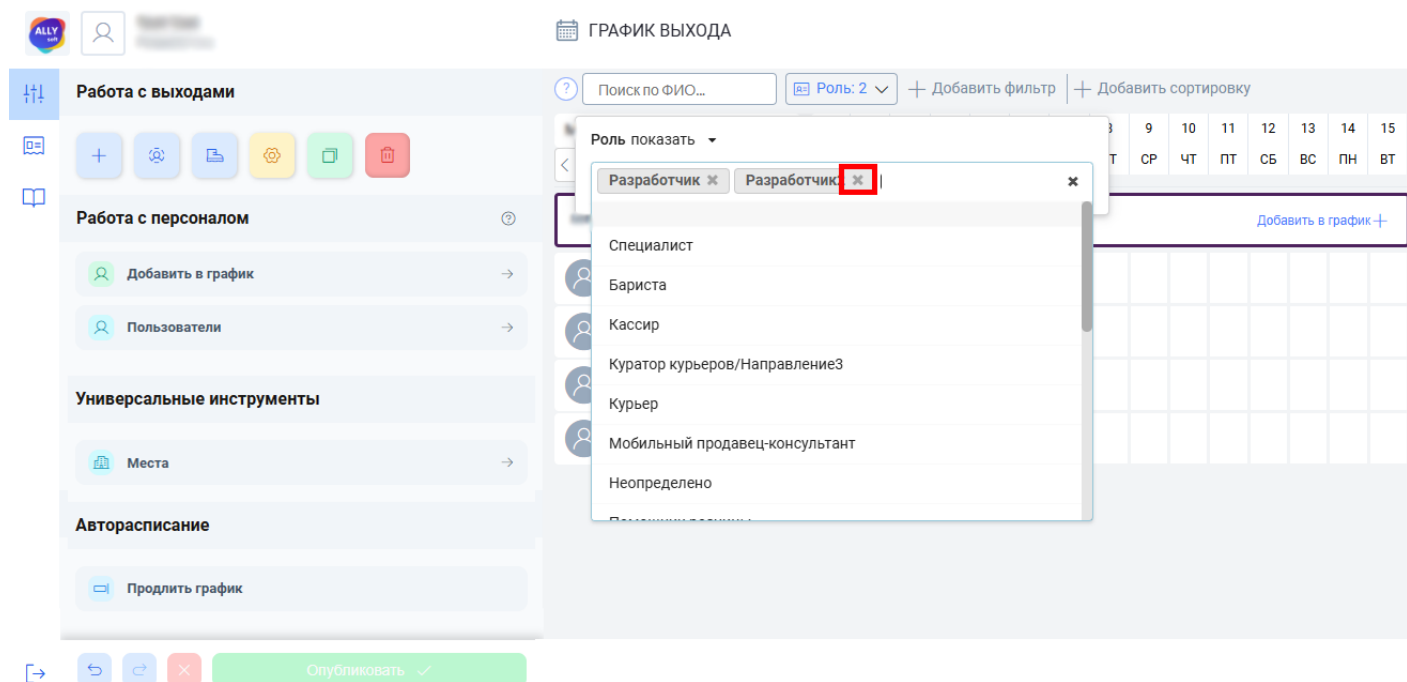 ALLY
soft
ГРАФИК ВЫХОДА
Работа с выходами
? Поиск по ФИО... Роль: 2 Добавить фильтр Добавить сортировку
Роль показать
9 10 11 12 13 14 15
СР ЧТ ПТ СБ ВС ПН ВТ
Разработчик Разработчик
Работа с персоналом ?
Добавить в график
Добавить в график
Специалист
Бариста
Пользователи
Кассир
Куратор курьеров/Направление3
Универсальные инструменты
Курьер
Места
Мобильный продавец-консультант
Неопределено
Авторасписание
Продлить график
Опубликовать